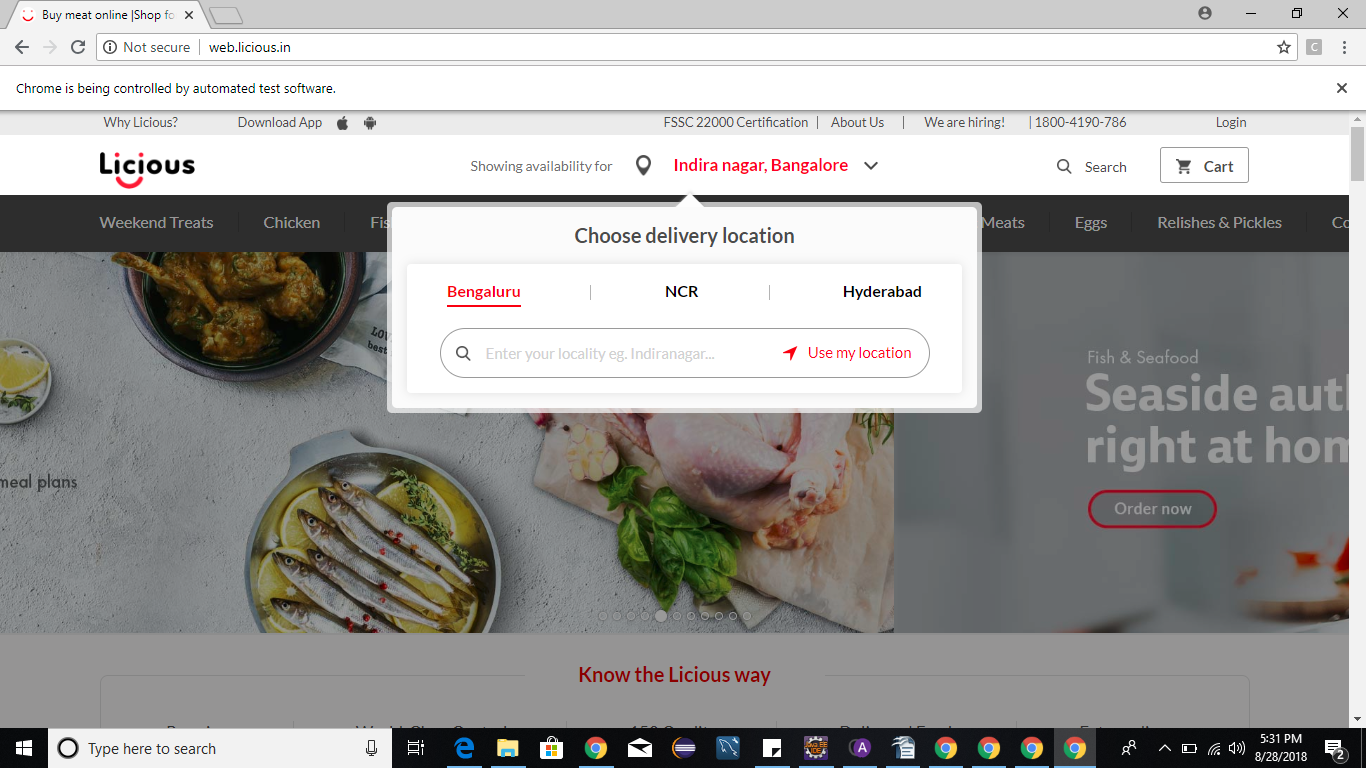 Buy meat online |Shop fo
Not secure | web.licious.in
Chrome is being controlled by automated test software.
Why Licious? Download App FSSC 22000 Certification | About Us | We are hiring! | 1800-4190-786 Login
Licious Showing availability for Indira nagar, Bangalore Search Cart
Weekend Treats Chicken Fis Meats Eggs Relishes & Pickles Co
Choose delivery location
Bengaluru | NCR | Hyderabad
Enter your locality eg. Indiranagar... Use my location
LOV
best
Fish & Seafood
Seaside auth
right at hom
meal plans
Order now
Know the Licious way
Type here to search
5:31 PM
8/28/2018
2